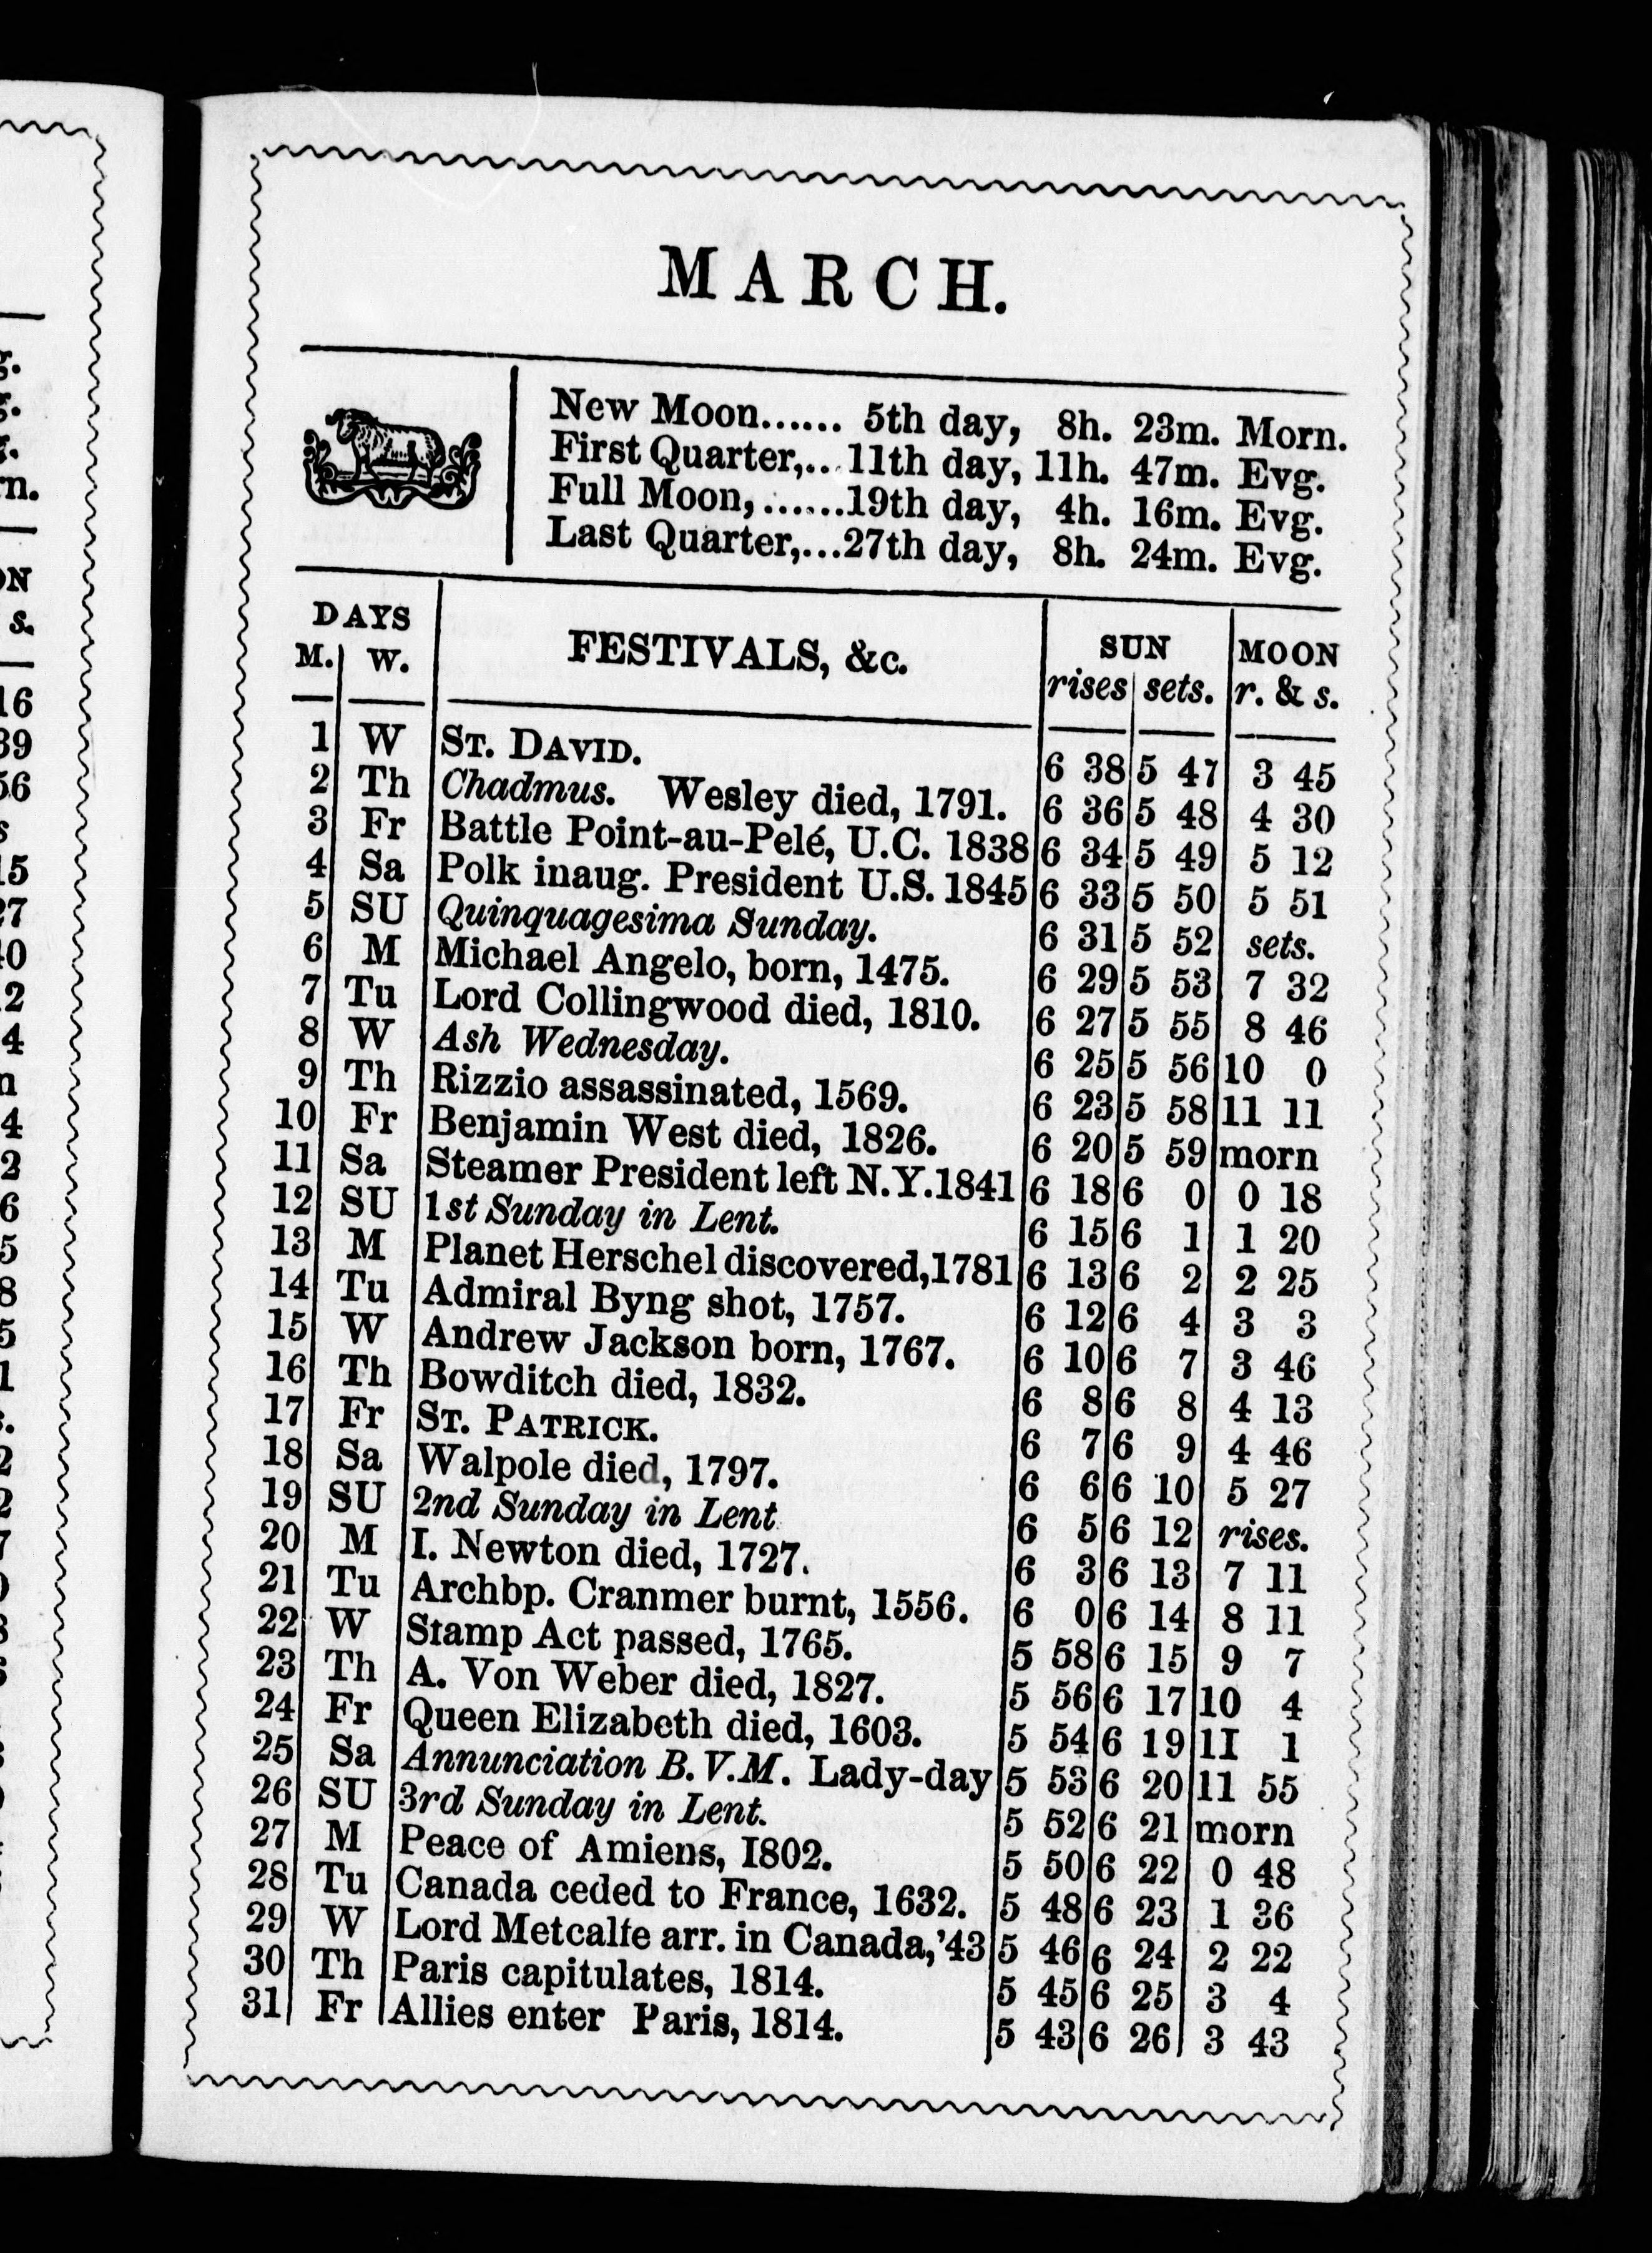 MARCH.
New Moon...... 5th day, 8h. 23m. Morn.
First Quarter,... 11th day, 11h. 47m. Evg.
Full Moon,.......19th day, 4h. 16m. Evg.
Last Quarter,...27th day, 8h. 24m. Evg.
DAYS FESTIVALS, &c. SUN MOON
M. W. rises sets. r. & s.
1 W ST. DAVID. 6 38 5 47 3 45
2 Th Chadmus. Wesley died, 1791. 6 36 5 48 4 30
3 Fr Battle Point-au-Pelé, U.C. 1838 6 34 5 49 5 12
4 Sa Polk inaug. President U.S. 1845 6 33 5 50 5 51
5 SU Quinquagesima Sunday. 6 31 5 52 sets.
6 M Michael Angelo, born, 1475. 6 29 5 53 7 32
7 Tu Lord Collingwood died, 1810. 6 27 5 55 8 46
8 W Ash Wednesday. 6 25 5 56 10 0
9 Th Rizzio assassinated, 1569. 6 23 5 58 11 11
10 Fr Benjamin West died, 1826. 6 20 5 59 morn
11 Sa Steamer President left N.Y.1841 6 18 6 0 0 18
12 SU 1st Sunday in Lent. 6 15 6 1 1 20
13 M Planet Herschel discovered,1781 6 13 6 2 2 25
14 Tu Admiral Byng shot, 1757. 6 12 6 4 3 3
15 W Andrew Jackson born, 1767. 6 10 6 7 3 46
16 Th Bowditch died, 1832. 6 8 6 8 4 13
17 Fr ST. PATRICK. 6 7 6 9 4 46
18 Sa Walpole died, 1797. 6 6 6 10 5 27
19 SU 2nd Sunday in Lent 6 5 6 12 rises.
20 M I. Newton died, 1727. 6 3 6 13 7 11
21 Tu Archbp. Cranmer burnt, 1556. 6 0 6 14 8 11
22 W Stamp Act passed, 1765. 5 58 6 15 9 7
23 Th A. Von Weber died, 1827. 5 56 6 17 10 4
24 Fr Queen Elizabeth died, 1603. 5 54 6 19 11 1
25 Sa Annunciation B.V.M. Lady-day 5 53 6 20 11 55
26 SU 3rd Sunday in Lent. 5 52 6 21 morn
27 M Peace of Amiens, 1802. 5 50 6 22 0 48
28 Tu Canada ceded to France, 1632. 5 48 6 23 1 36
29 W Lord Metcalfe arr. in Canada,'43 5 46 6 24 2 22
30 Th Paris capitulates, 1814. 5 45 6 25 3 4
31 Fr Allies enter Paris, 1814. 5 43 6 26 3 43